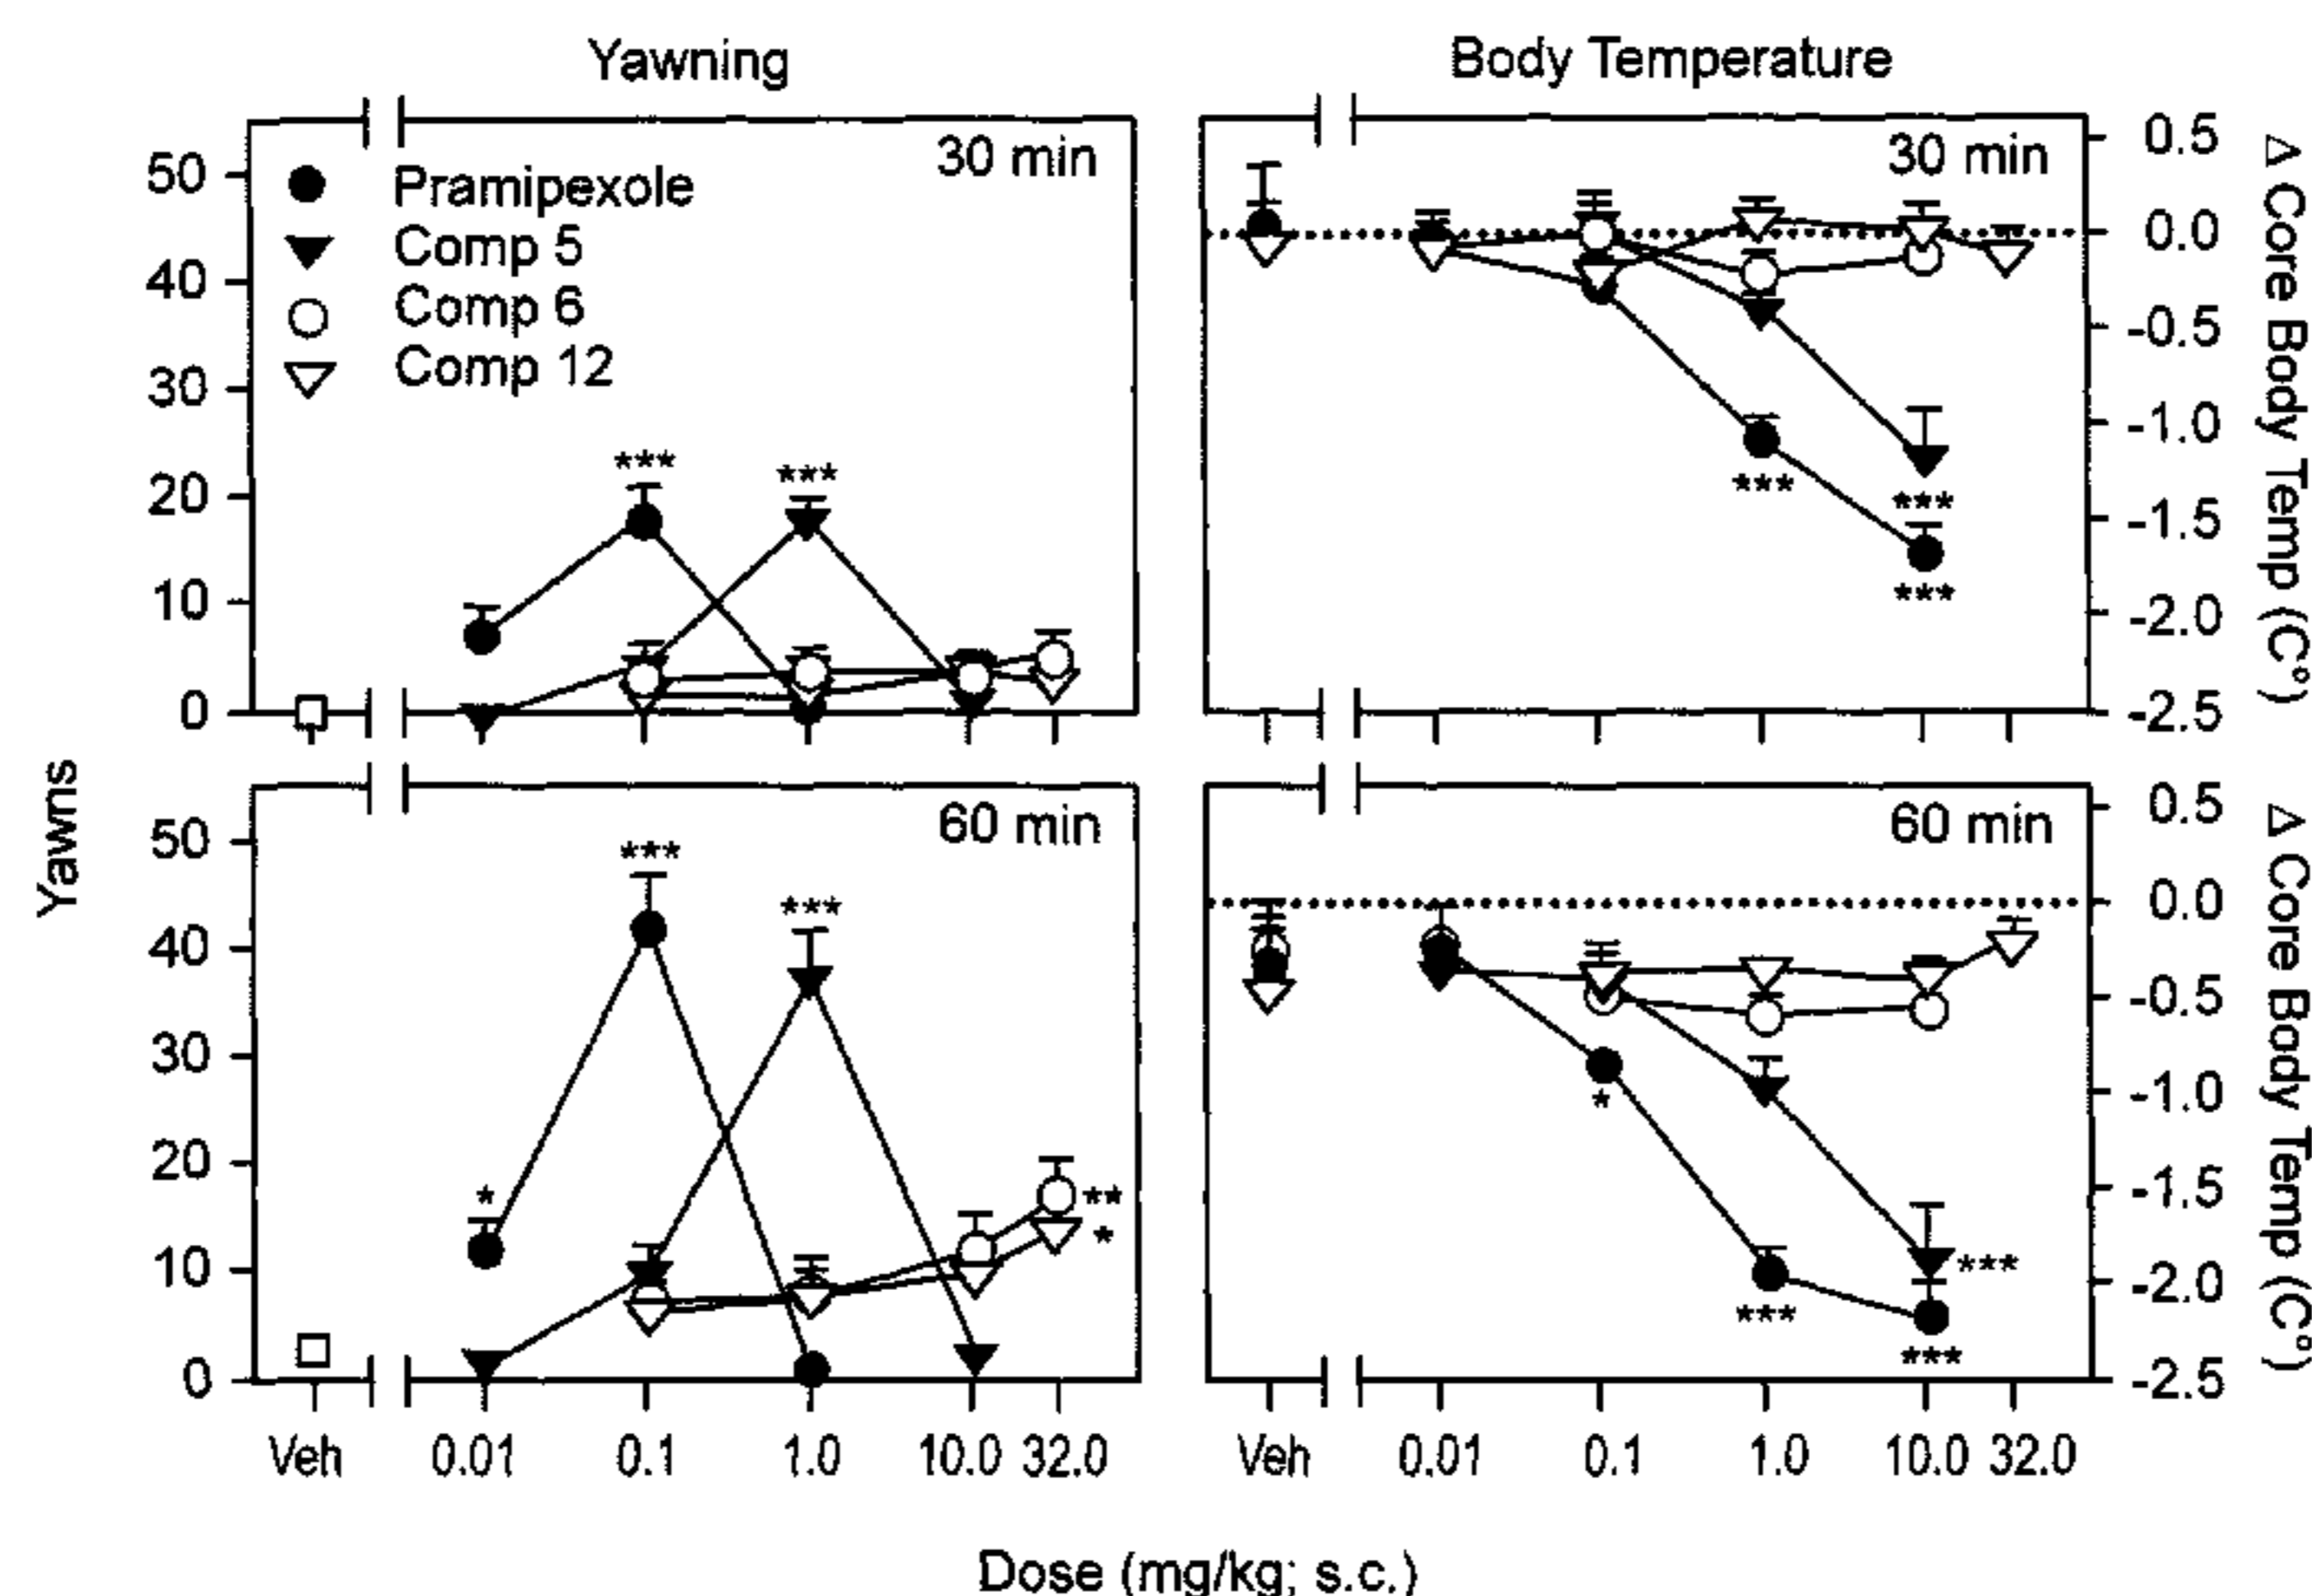 Yawning
Body Temperature
50
40
30
20
10
0
Pramipexole
Comp 5
Comp 6
Comp 12
30 min
***
***
30 min
***
***
***
0.5
0.0
-0.5
-1.0
-1.5
-2.0
-2.5
Δ Core Body Temp (C°)
Yawns
50
40
30
20
10
0
60 min
*
***
***
**
*
60 min
*
***
***
***
0.5
0.0
-0.5
-1.0
-1.5
-2.0
-2.5
Δ Core Body Temp (C°)
Veh 0.01 0.1 1.0 10.0 32.0
Veh 0.01 0.1 1.0 10.0 32.0
Dose (mg/kg; s.c.)